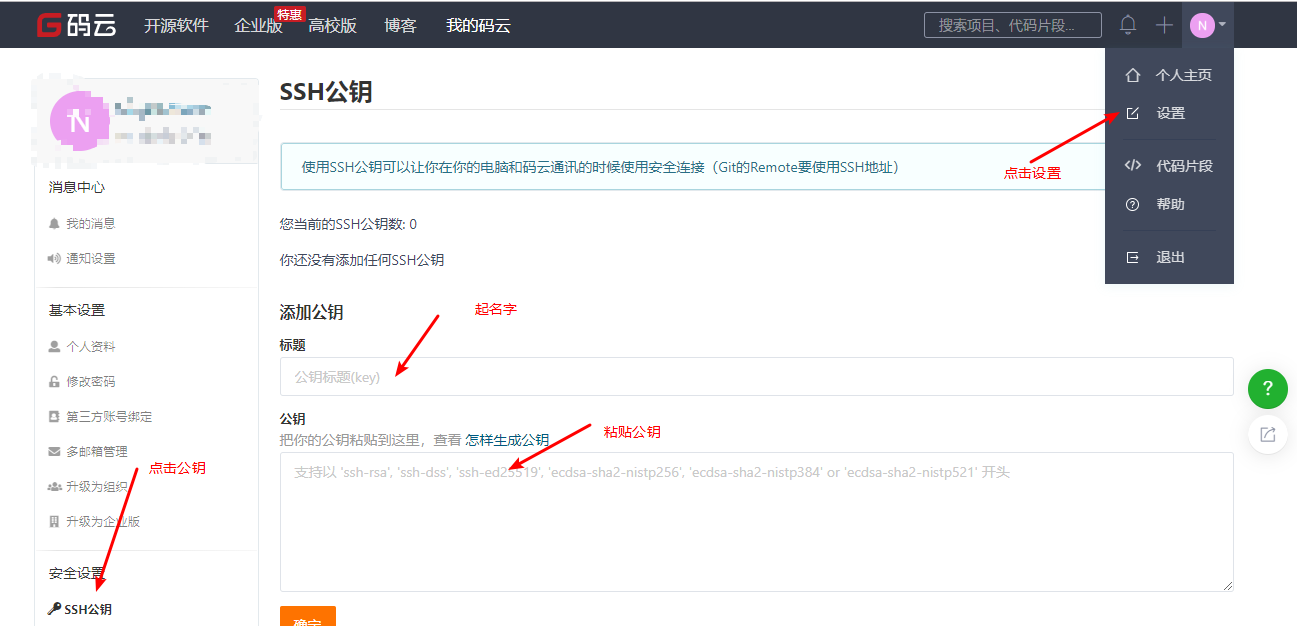 码云 开源软件 企业版 特惠 高校版 博客 我的码云 搜索项目、代码片段... N
个人主页
设置
代码片段
帮助
退出
点击设置
N
消息中心
我的消息
通知设置
基本设置
个人资料
修改密码
第三方账号绑定
多邮箱管理
升级为组织
升级为企业版
点击公钥
安全设置
SSH公钥
SSH公钥
使用SSH公钥可以让你在你的电脑和码云通讯的时候使用安全连接（Git的Remote要使用SSH地址）
您当前的SSH公钥数: 0
你还没有添加任何SSH公钥
添加公钥
起名字
标题
公钥标题(key)
公钥
把你的公钥粘贴到这里，查看 怎样生成公钥
粘贴公钥
支持以 'ssh-rsa', 'ssh-dss', 'ssh-ed25519', 'ecdsa-sha2-nistp256', 'ecdsa-sha2-nistp384' or 'ecdsa-sha2-nistp521' 开头
确定
?